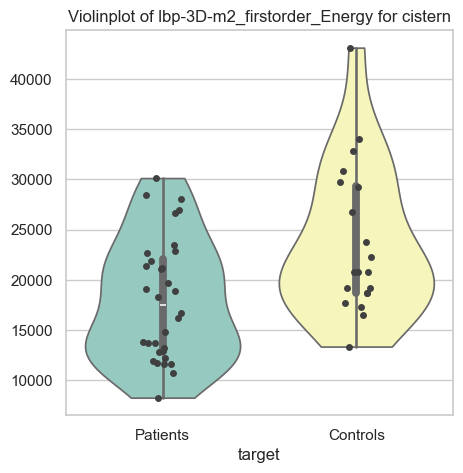 Violinplot of lbp-3D-m2_firstorder_Energy for cistern
40000
35000
30000
25000
20000
15000
10000
Patients
Controls
target